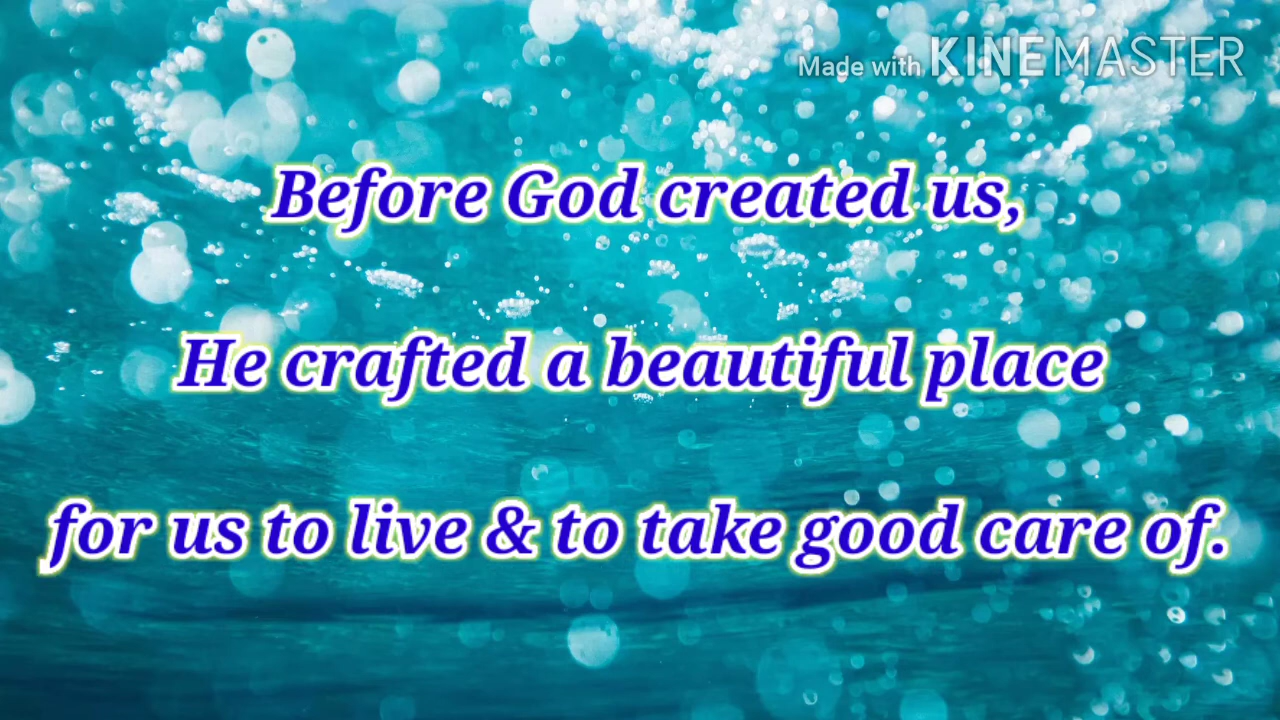 Made with KINEMASTER
Before God created us,
He crafted a beautiful place
for us to live & to take good care of.